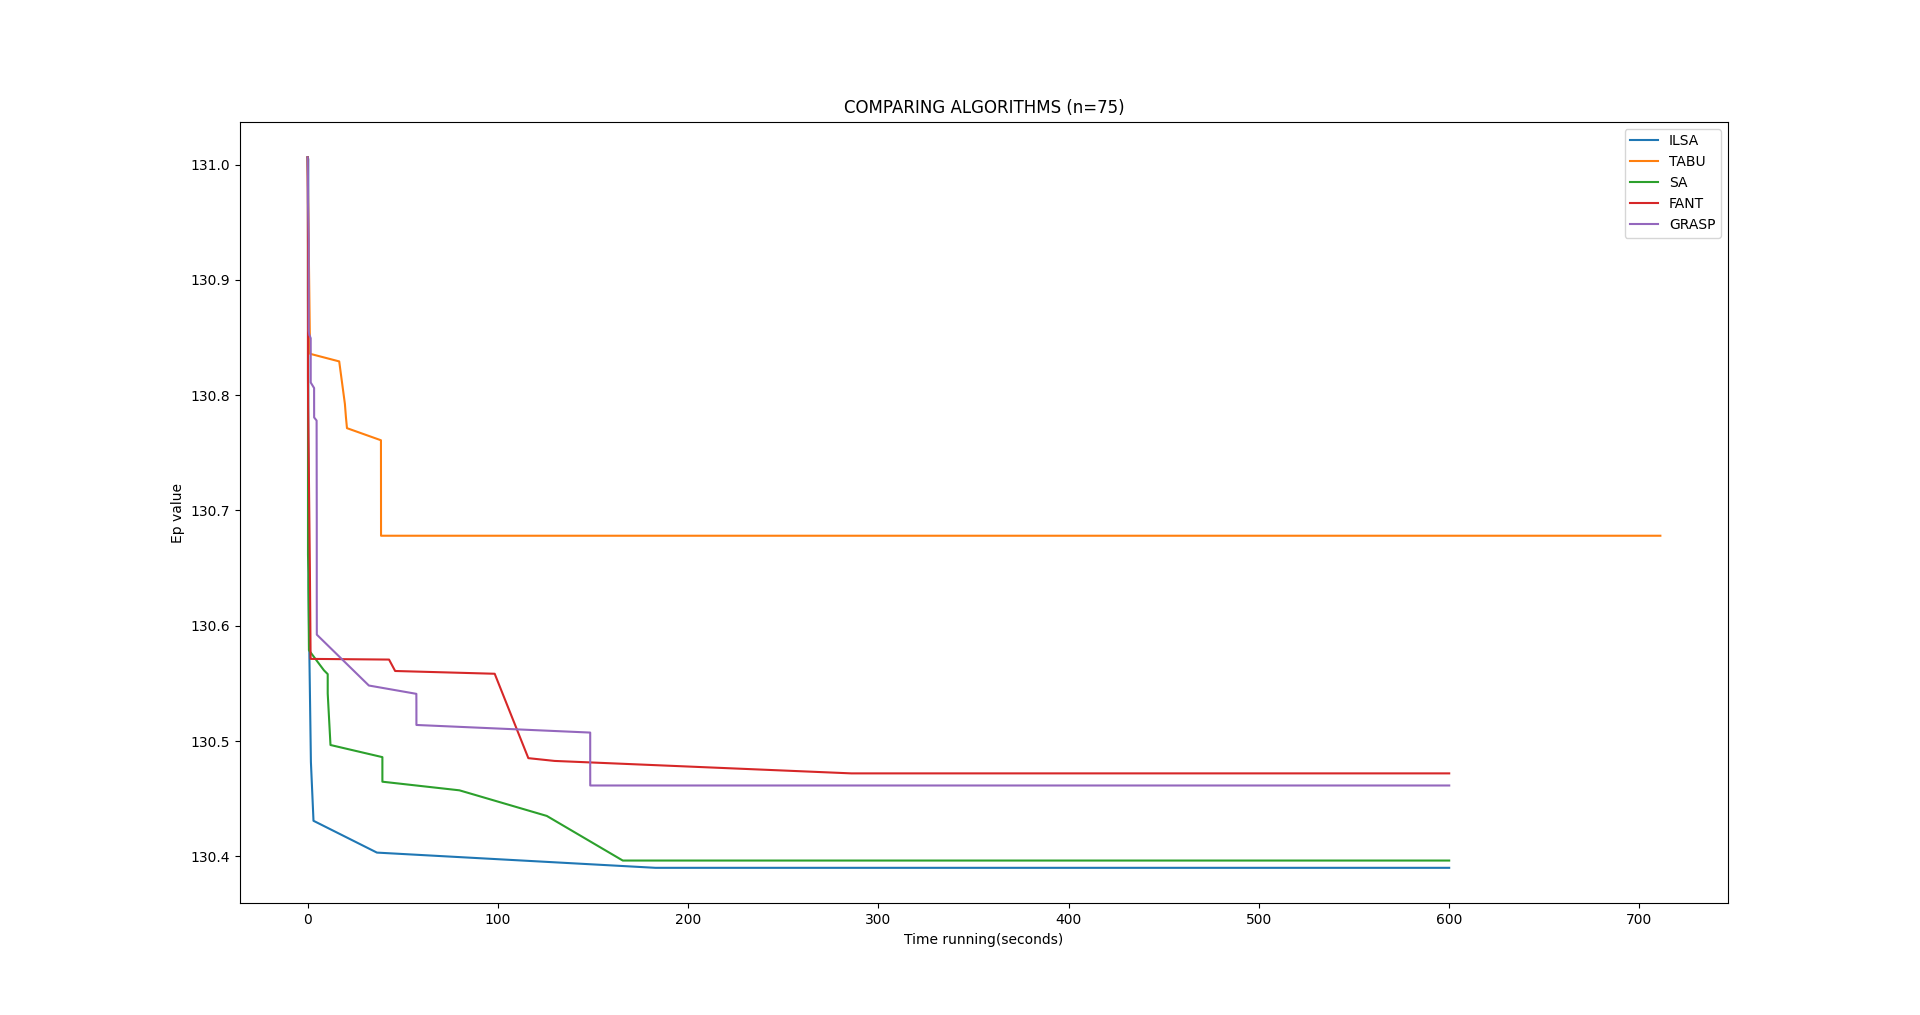 COMPARING ALGORITHMS (n=75)
ILSA
TABU
SA
FANT
GRASP
131.0
130.9
130.8
130.7
130.6
130.5
130.4
Ep value
0 100 200 300 400 500 600 700
Time running(seconds)